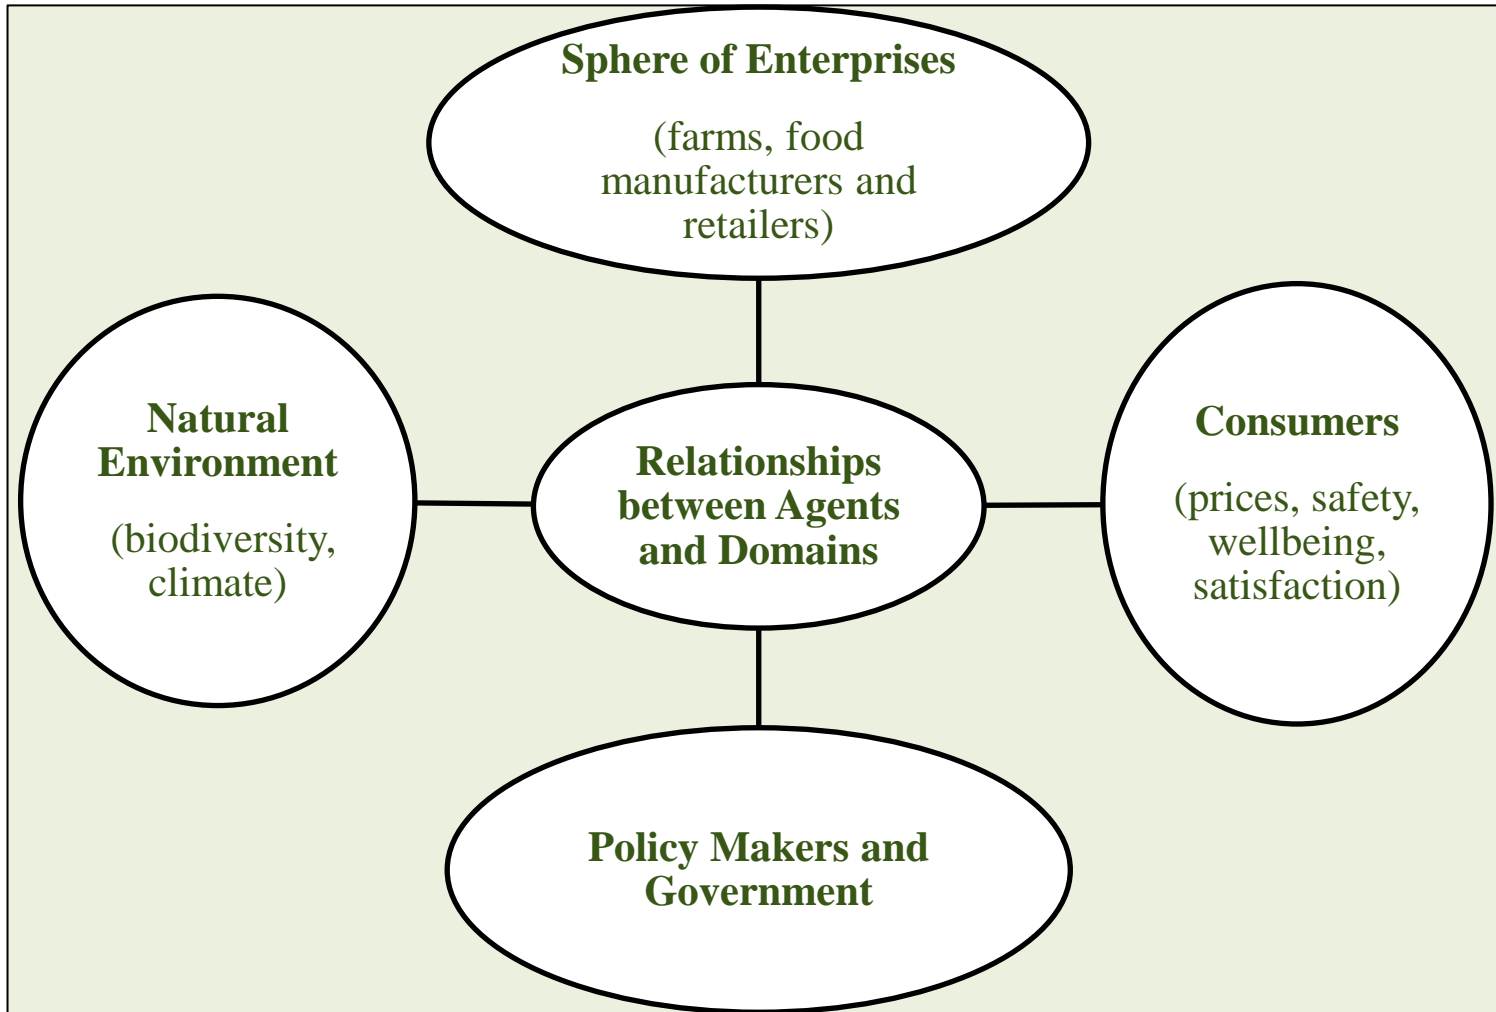 Sphere of Enterprises
(farms, food
manufacturers and
retailers)
Natural
Environment
(biodiversity,
climate)
Relationships
between Agents
and Domains
Consumers
(prices, safety,
wellbeing,
satisfaction)
Policy Makers and
Government